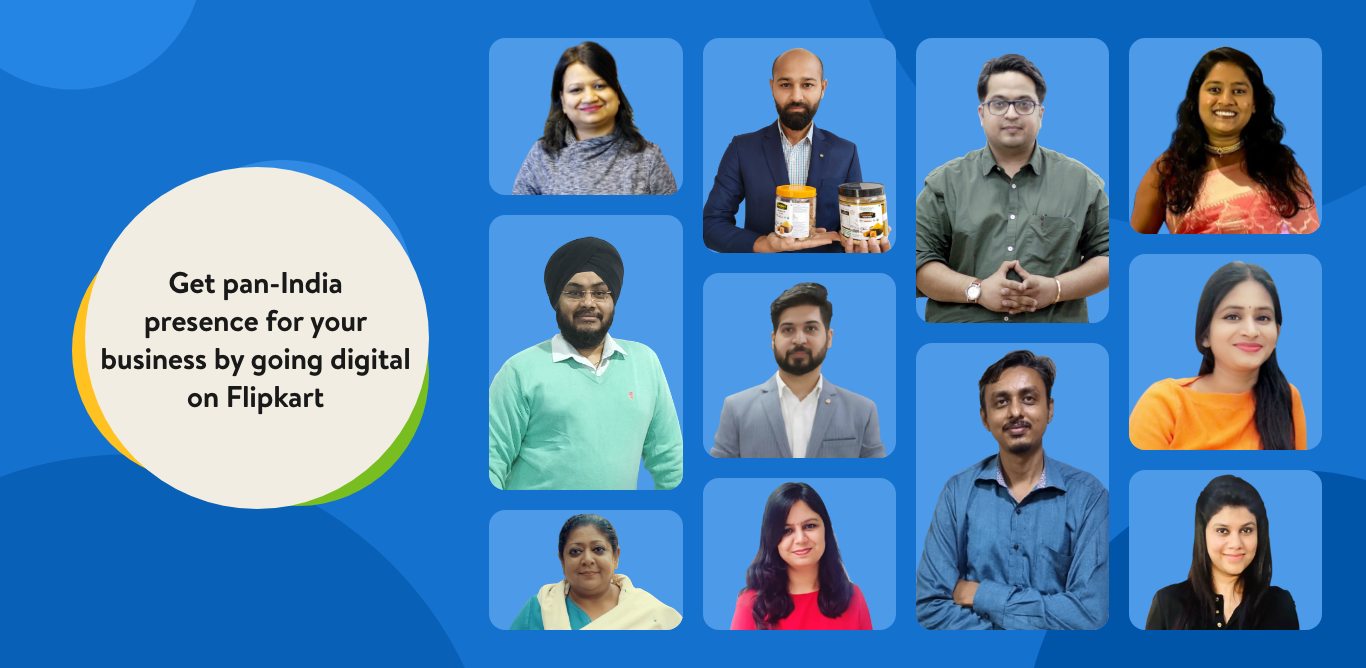 Get pan-India
presence for your
business by going digital
on Flipkart